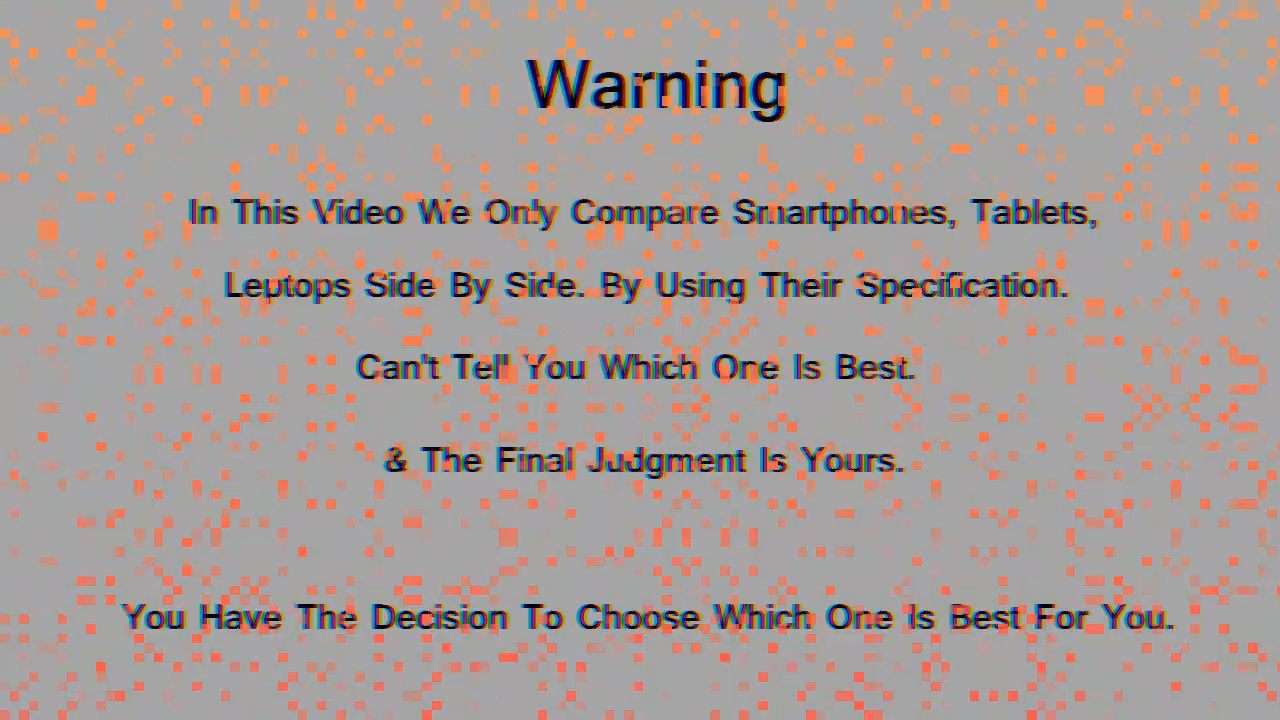 Warning
In This Video We Only Compare Smartphones, Tablets,
Leptops Side By Side. By Using Their Specification.
Can't Tell You Which One Is Best.
& The Final Judgment Is Yours.
You Have The Decision To Choose Which One Is Best For You.